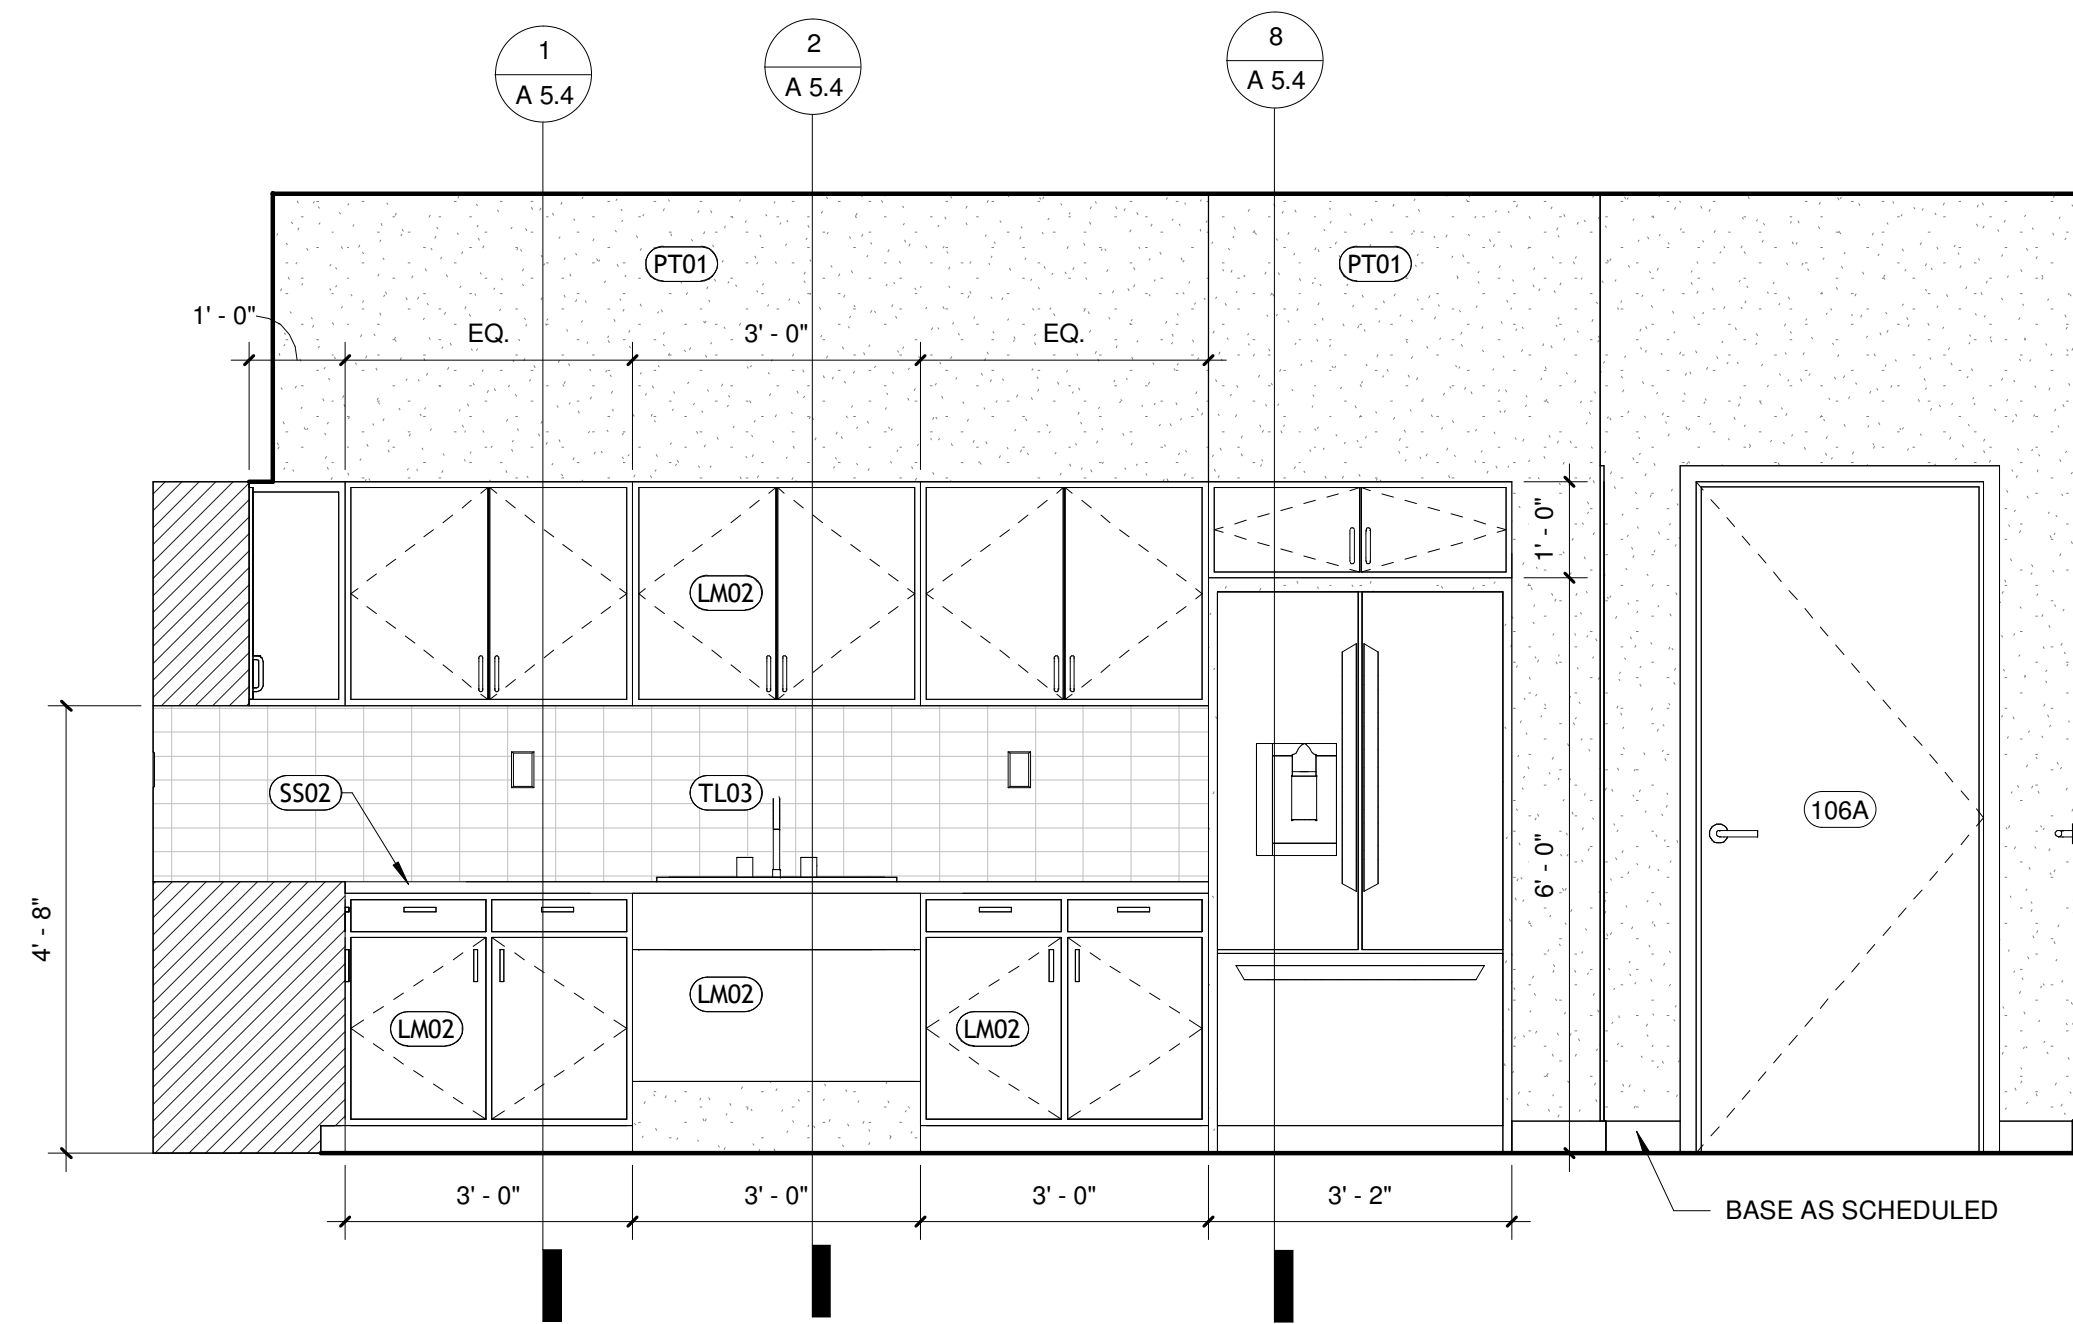 1
A 5.4
2
A 5.4
8
A 5.4
PT01
PT01
1' - 0"
EQ.
3' - 0"
EQ.
1' - 0"
LM02
SS02
TL03
106A
6' - 0"
4' - 8"
LM02
LM02
LM02
3' - 0"
3' - 0"
3' - 0"
3' - 2"
BASE AS SCHEDULED